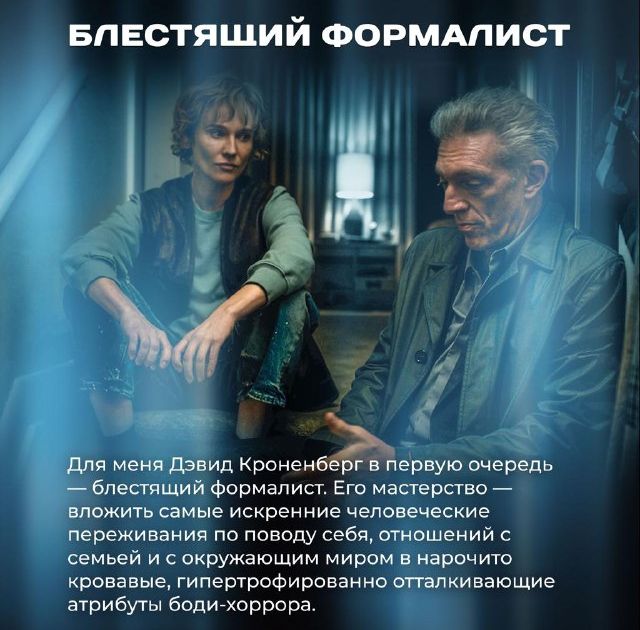 БЛЕСТЯЩИЙ ФОРМАЛИСТ
Для меня Дэвид Кроненберг в первую очередь
— блестящий формалист. Его мастерство —
вложить самые искренние человеческие
переживания по поводу себя, отношений с
семьей и с окружающим миром в нарочито
кровавые, гипертрофированно отталкивающие
атрибуты боди-хоррора.